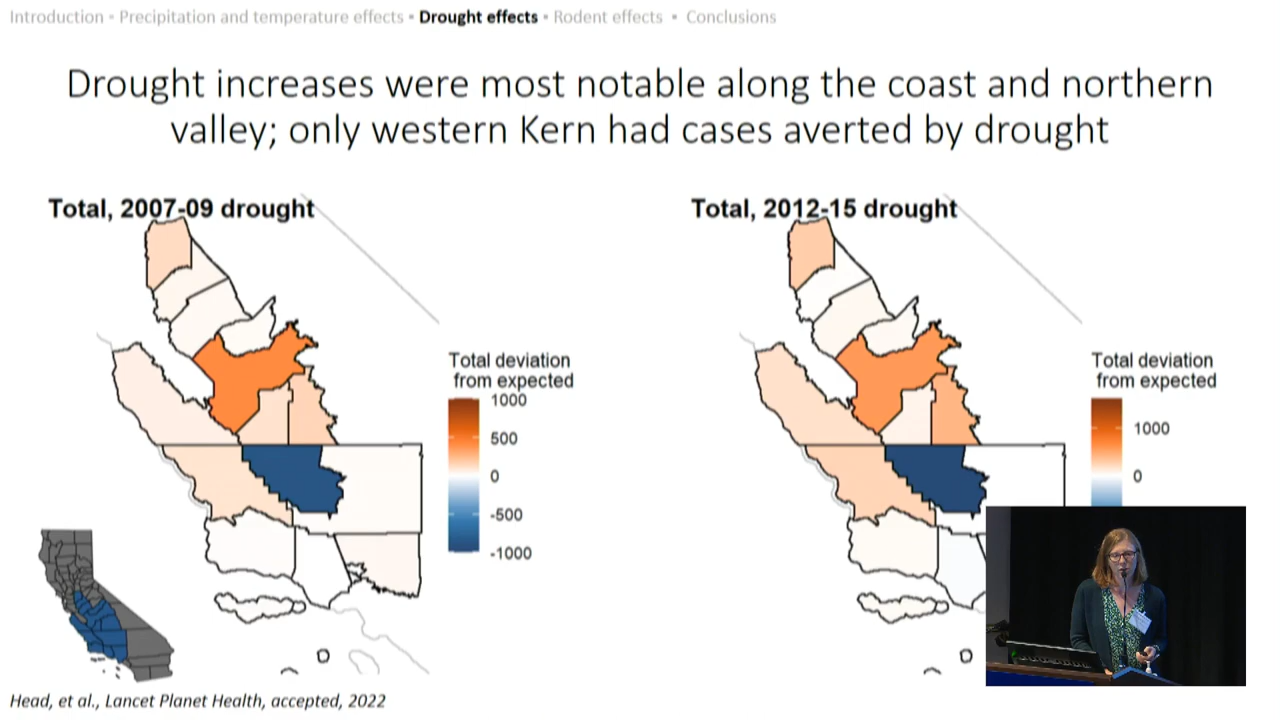 Introduction • Precipitation and temperature effects • Drought effects • Rodent effects • Conclusions
Drought increases were most notable along the coast and northern
valley; only western Kern had cases averted by drought
Total, 2007-09 drought
Total deviation
from expected
1000
500
0
-500
-1000
Total, 2012-15 drought
Total deviation
from expected
1000
0
Head, et al., Lancet Planet Health, accepted, 2022